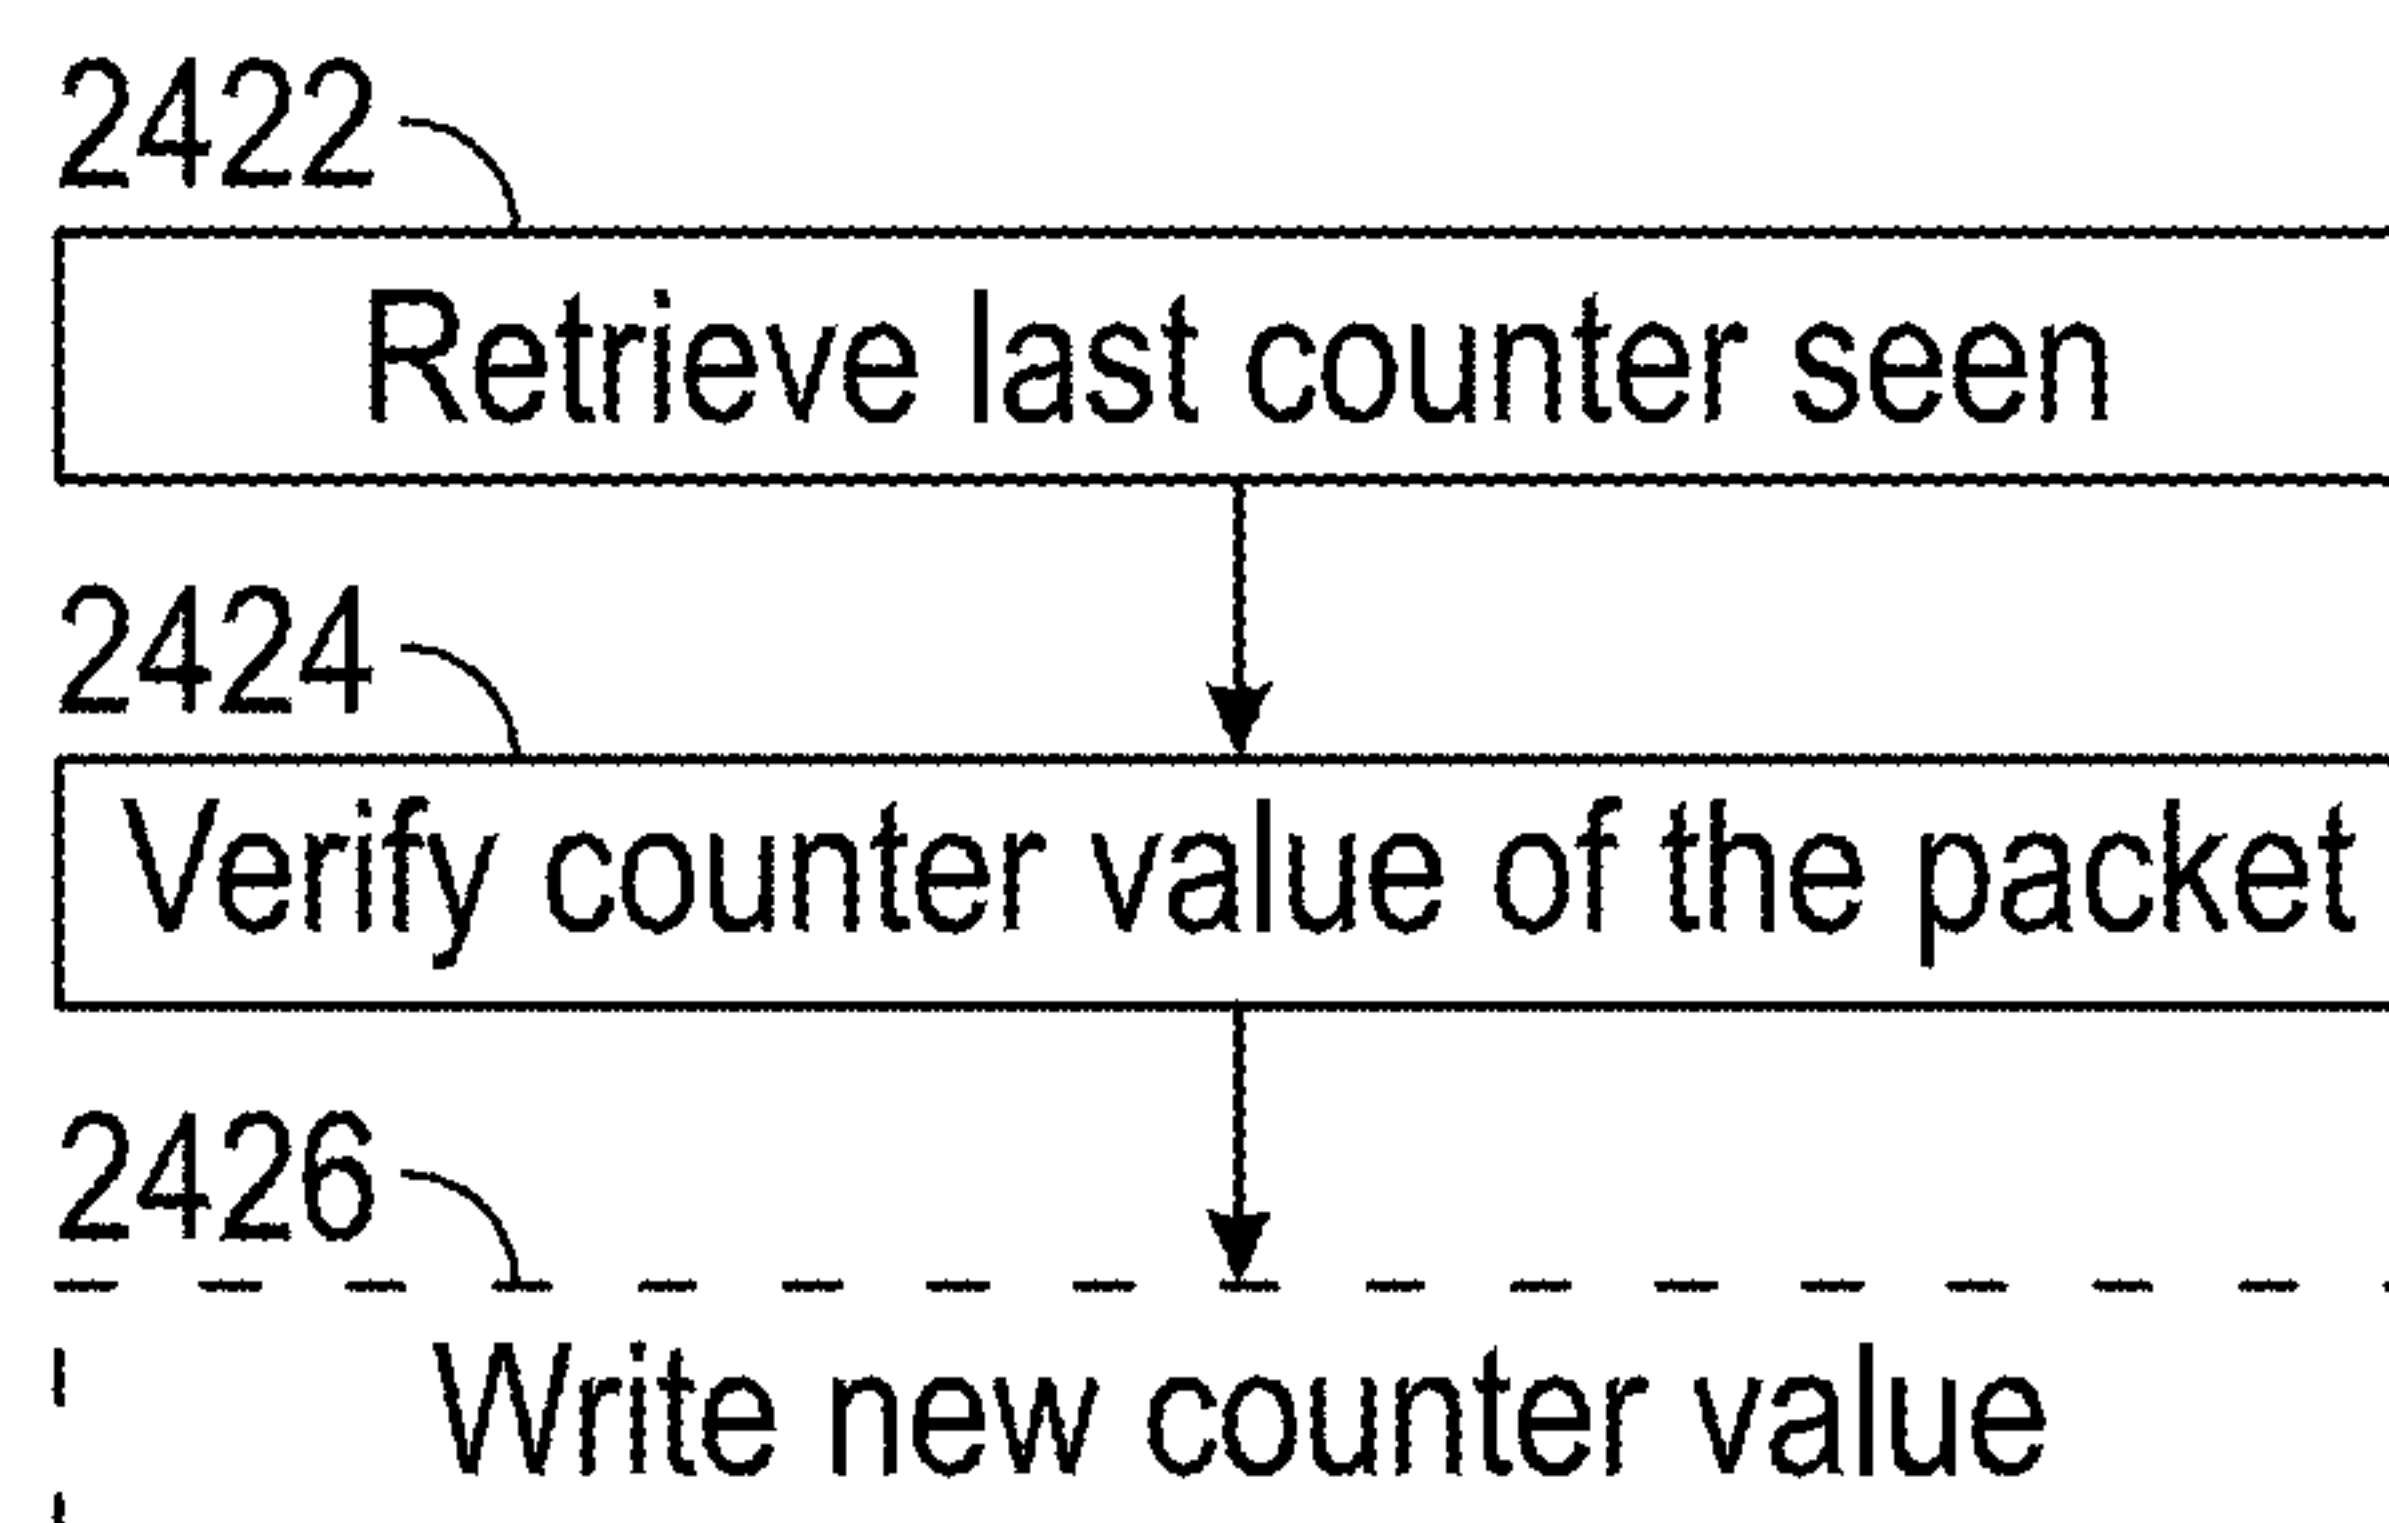 2422
Retrieve last counter seen
2424
Verify counter value of the packet
2426
Write new counter value